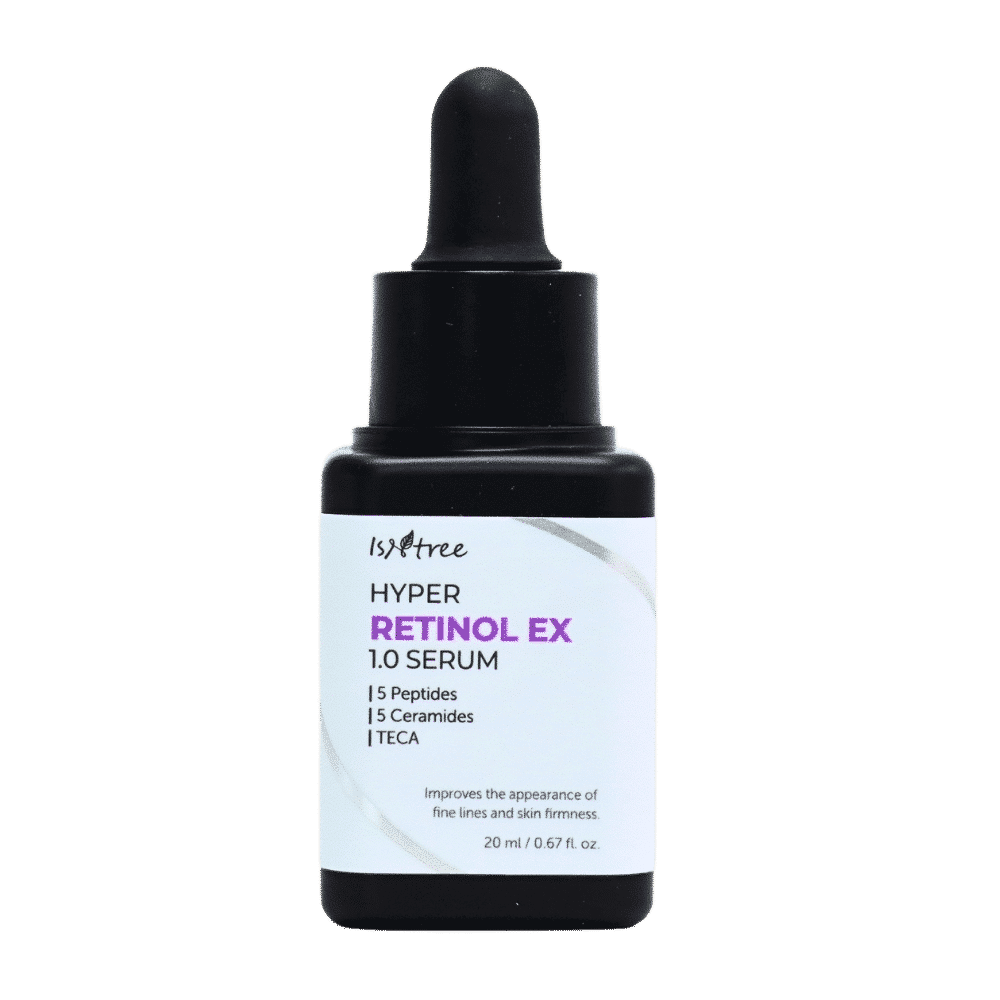 Isntree
HYPER
RETINOL EX
1.0 SERUM
| 5 Peptides
| 5 Ceramides
| TECA
Improves the appearance of
fine lines and skin firmness.
20 ml / 0.67 fl. oz.